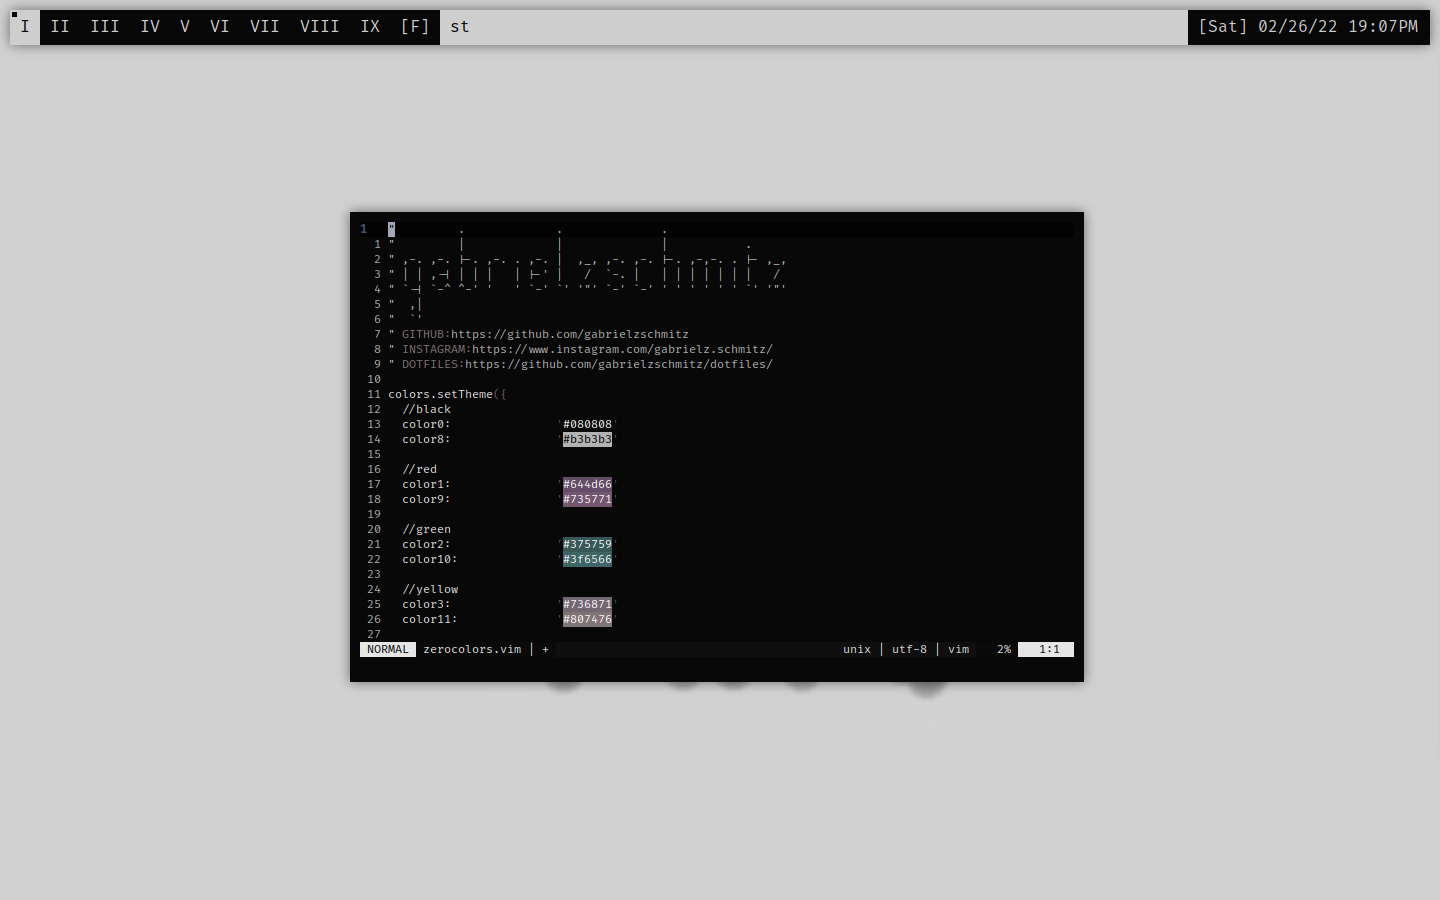 I II III IV V VI VII VIII IX [F] st [Sat] 02/26/22 19:07PM
1 "
1 "
2 "
3 "
4 "
5 "
6 "
7 " GITHUB:https://github.com/gabrielzschmitz
8 " INSTAGRAM:https://www.instagram.com/gabrielz.schmitz/
9 " DOTFILES:https://github.com/gabrielzschmitz/dotfiles/
10
11 colors.setTheme({
12 //black
13 color0: '#080808'
14 color8: '#b3b3b3'
15
16 //red
17 color1: '#644d66'
18 color9: '#735771'
19
20 //green
21 color2: '#375759'
22 color10: '#3f6566'
23
24 //yellow
25 color3: '#736871'
26 color11: '#807476'
27
NORMAL zerocolors.vim | + unix | utf-8 | vim 2% 1:1